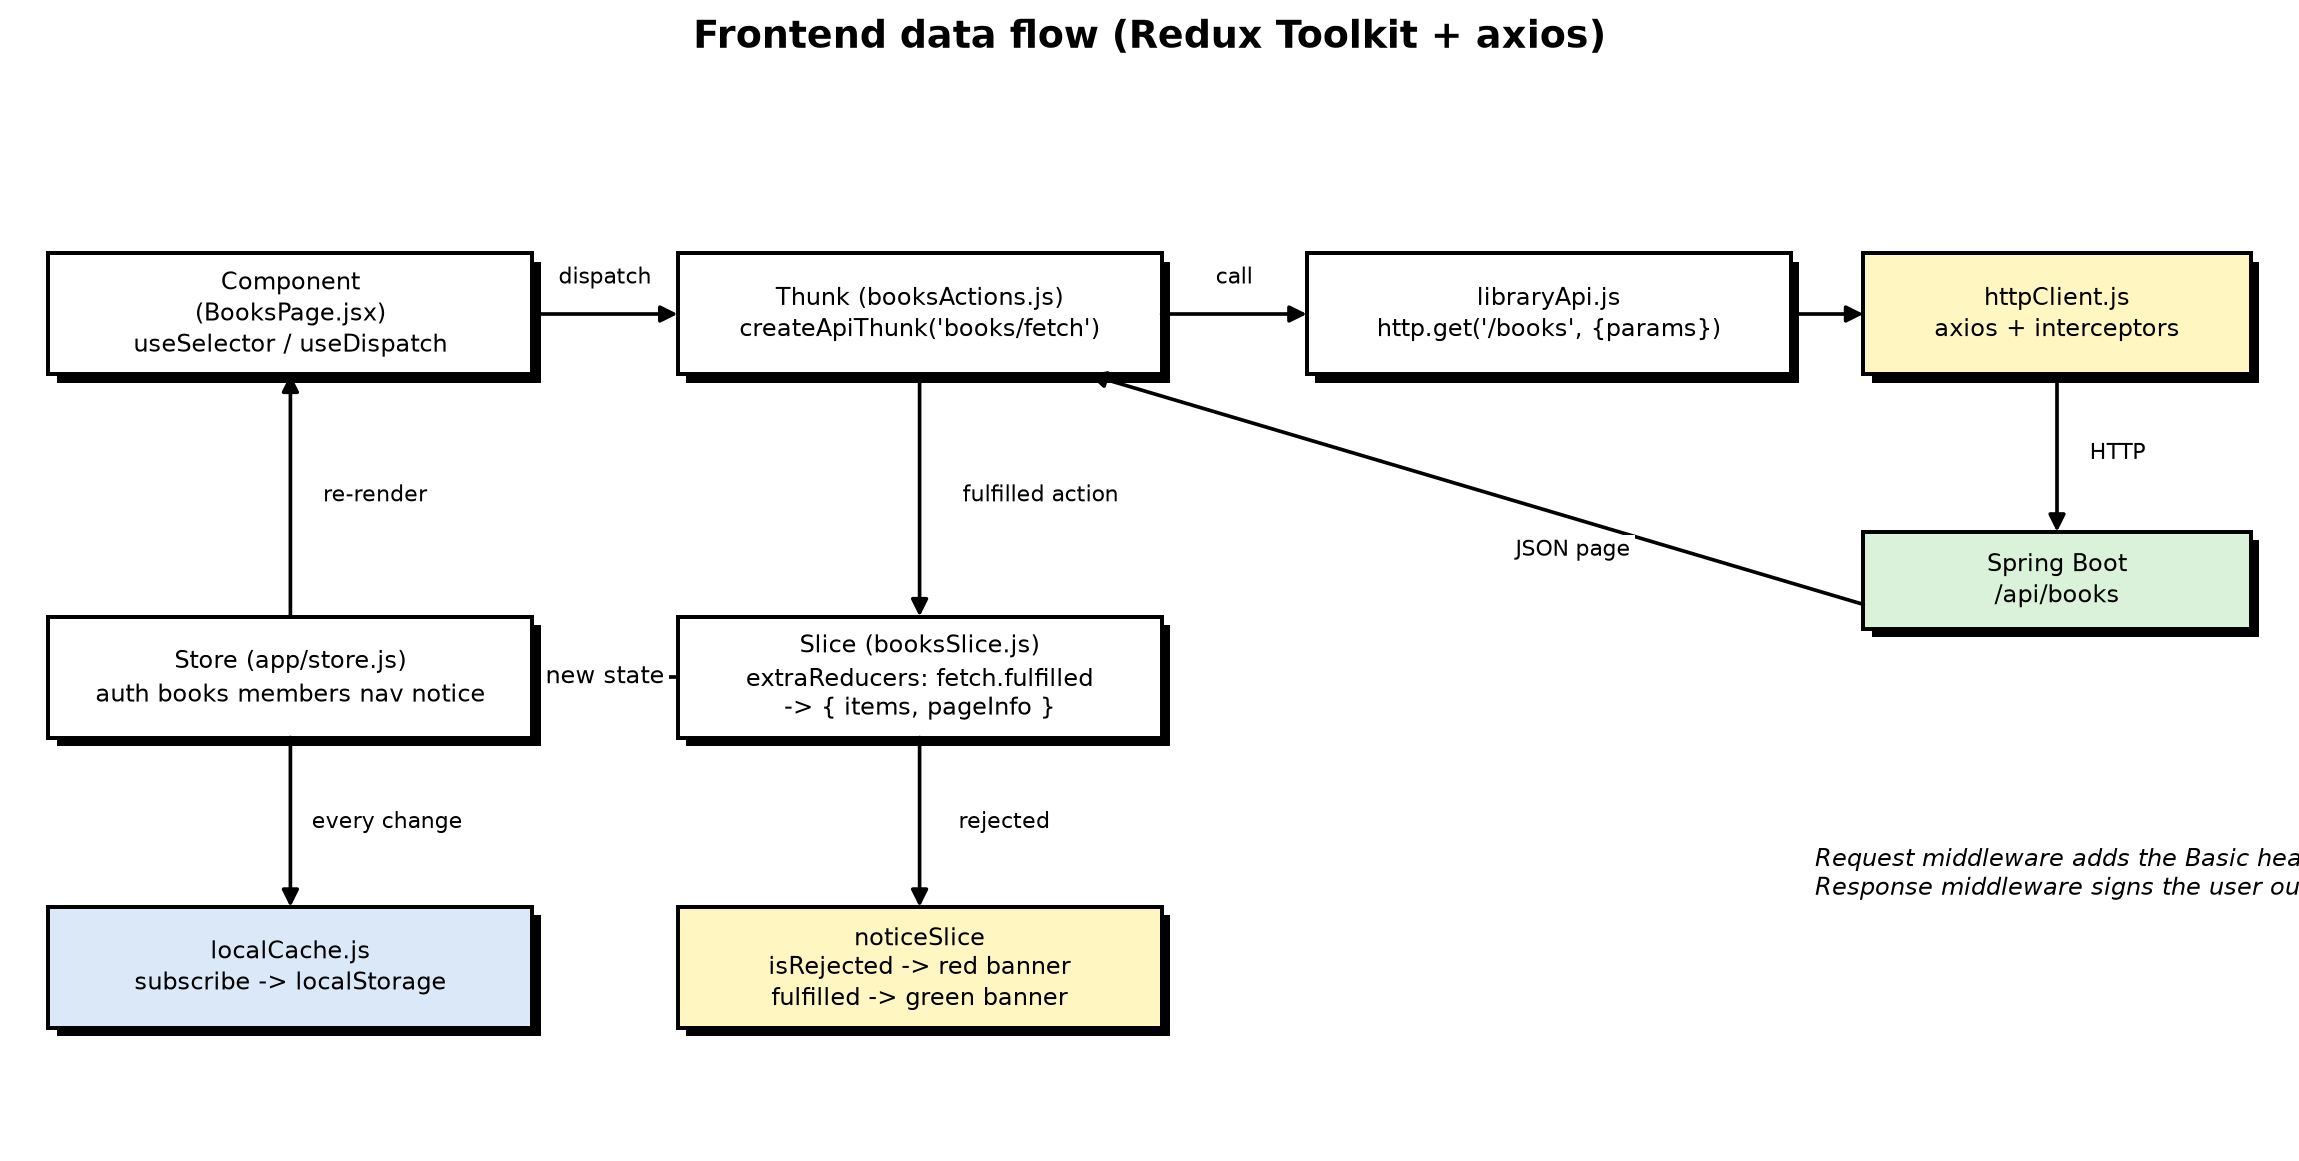 Frontend data flow (Redux Toolkit + axios)
Component
(BooksPage.jsx)
useSelector / useDispatch
dispatch
Thunk (booksActions.js)
createApiThunk('books/fetch')
call
libraryApi.js
http.get('/books', {params})
httpClient.js
axios + interceptors
re-render
fulfilled action
JSON page
HTTP
Spring Boot
/api/books
Store (app/store.js)
auth books members nav notice
new state
Slice (booksSlice.js)
extraReducers: fetch.fulfilled
-> { items, pageInfo }
every change
rejected
Request middleware adds the Basic
Response middleware signs the user
localCache.js
subscribe -> localStorage
noticeSlice
isRejected -> red banner
fulfilled -> green banner